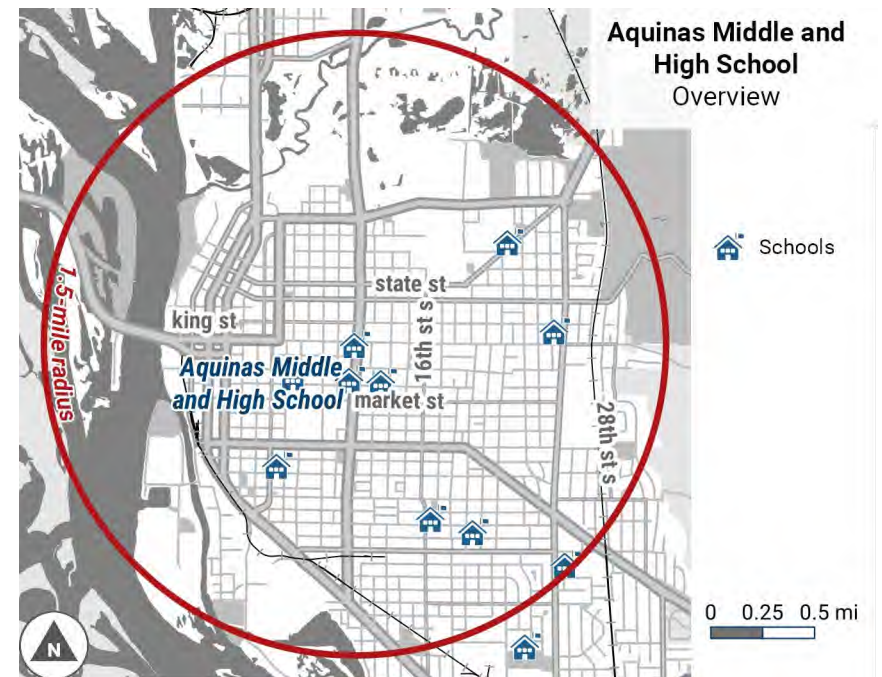 Aquinas Middle and
High School
Overview
Schools
state st
king st
16th st s
1.5-mile radius
Aquinas Middle
and High School
market st
28th st s
0 0.25 0.5 mi
N